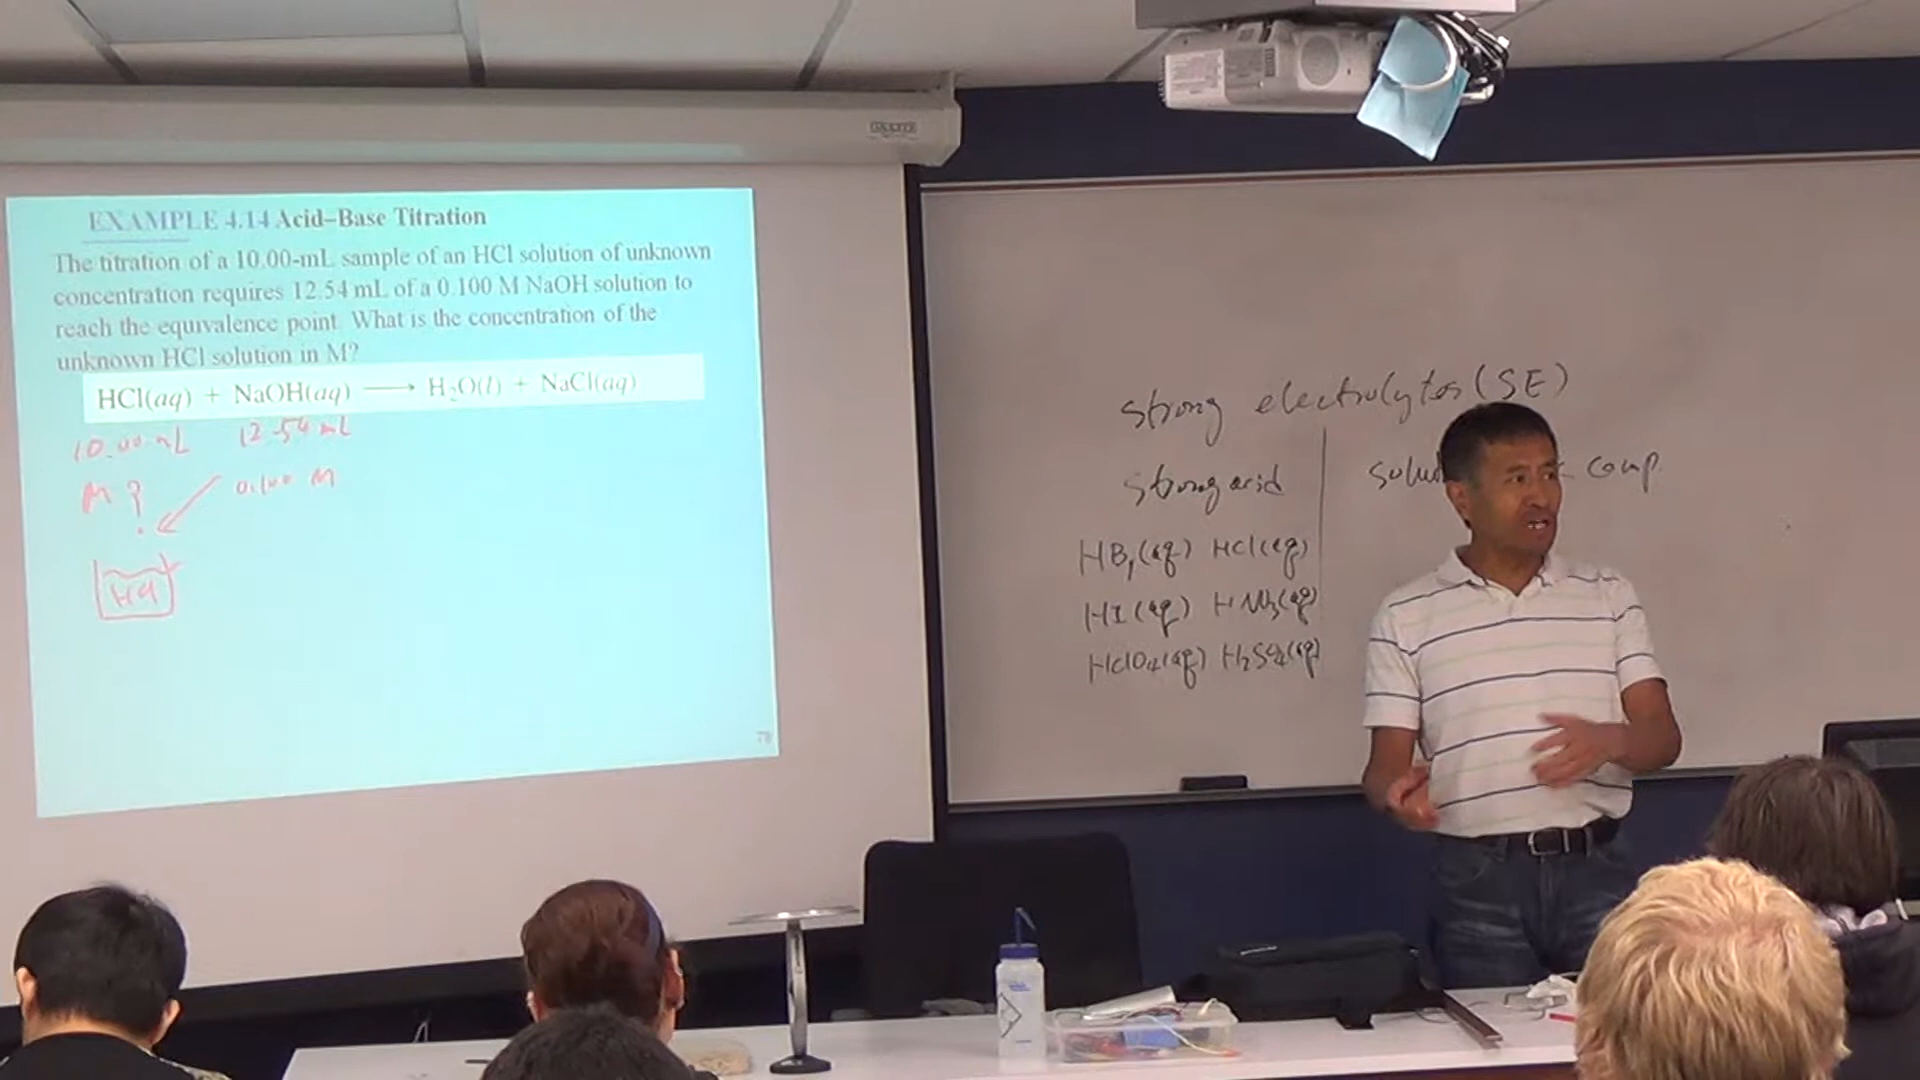 EXAMPLE 4.14 Acid–Base Titration
The titration of a 10.00-mL sample of an HCl solution of unknown
concentration requires 12.54 mL of a 0.100 M NaOH solution to
reach the equivalence point. What is the concentration of the
unknown HCl solution in M?
HCl(aq) + NaOH(aq) ⟶ H₂O(l) + NaCl(aq)
10.00 mL 12.54 mL
M ? 0.100 M
HCl
78
strong electrolytes (SE)
strong acid comp.
HBr(aq) HCl(aq)
HI(aq) HNO₃(aq)
HClO₄(aq) H₂SO₄(aq)